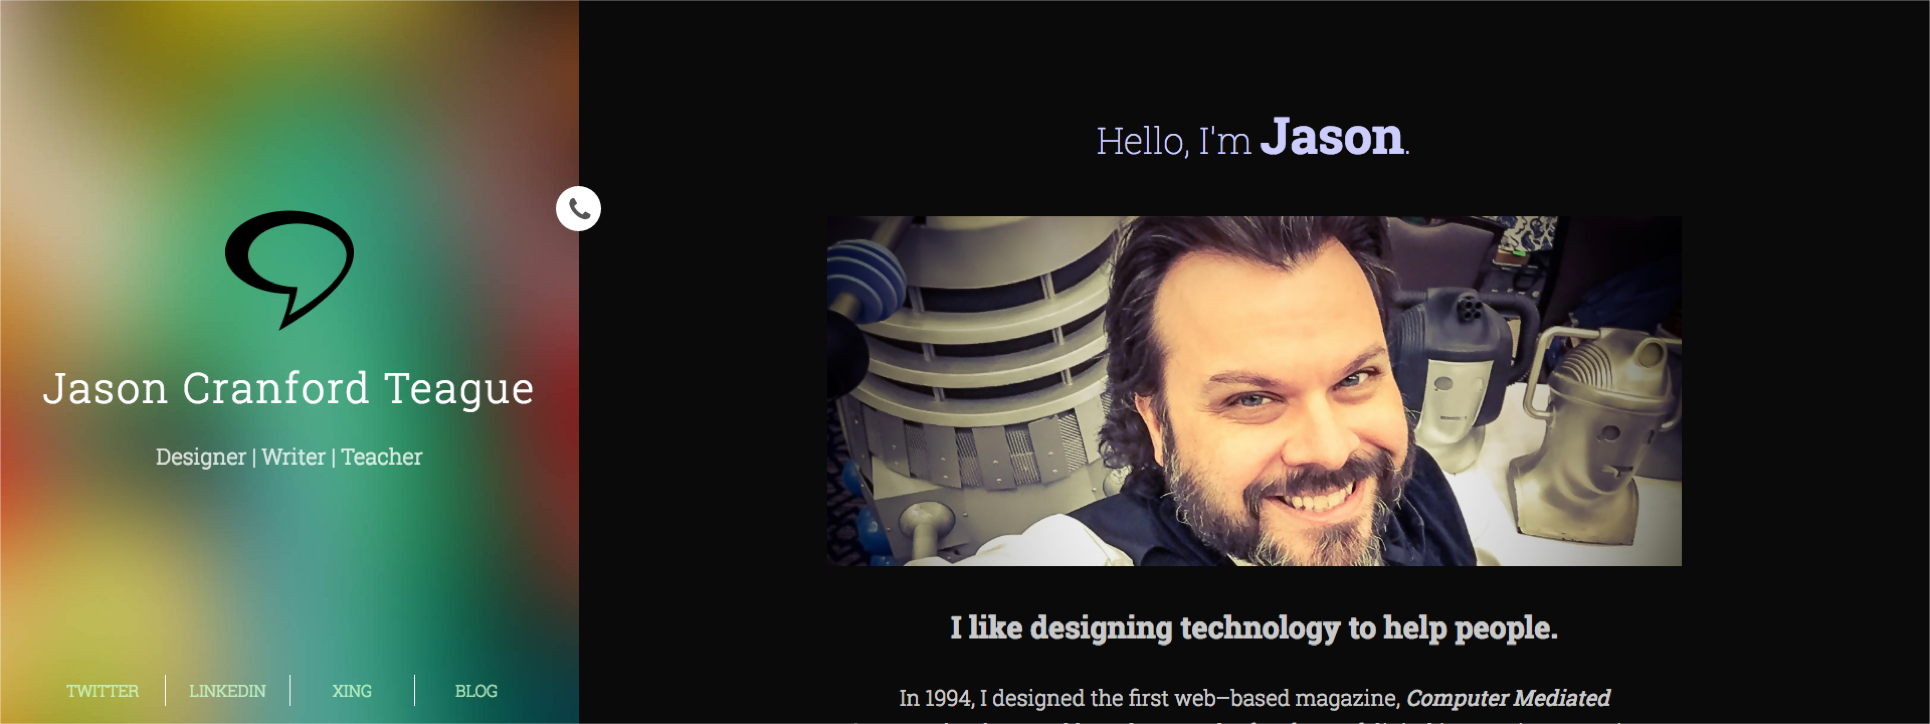 Jason Cranford Teague
Designer | Writer | Teacher
TWITTER
LINKEDIN
XING
BLOG
Hello, I'm Jason.
I like designing technology to help people.
In 1994, I designed the first web–based magazine, Computer Mediated